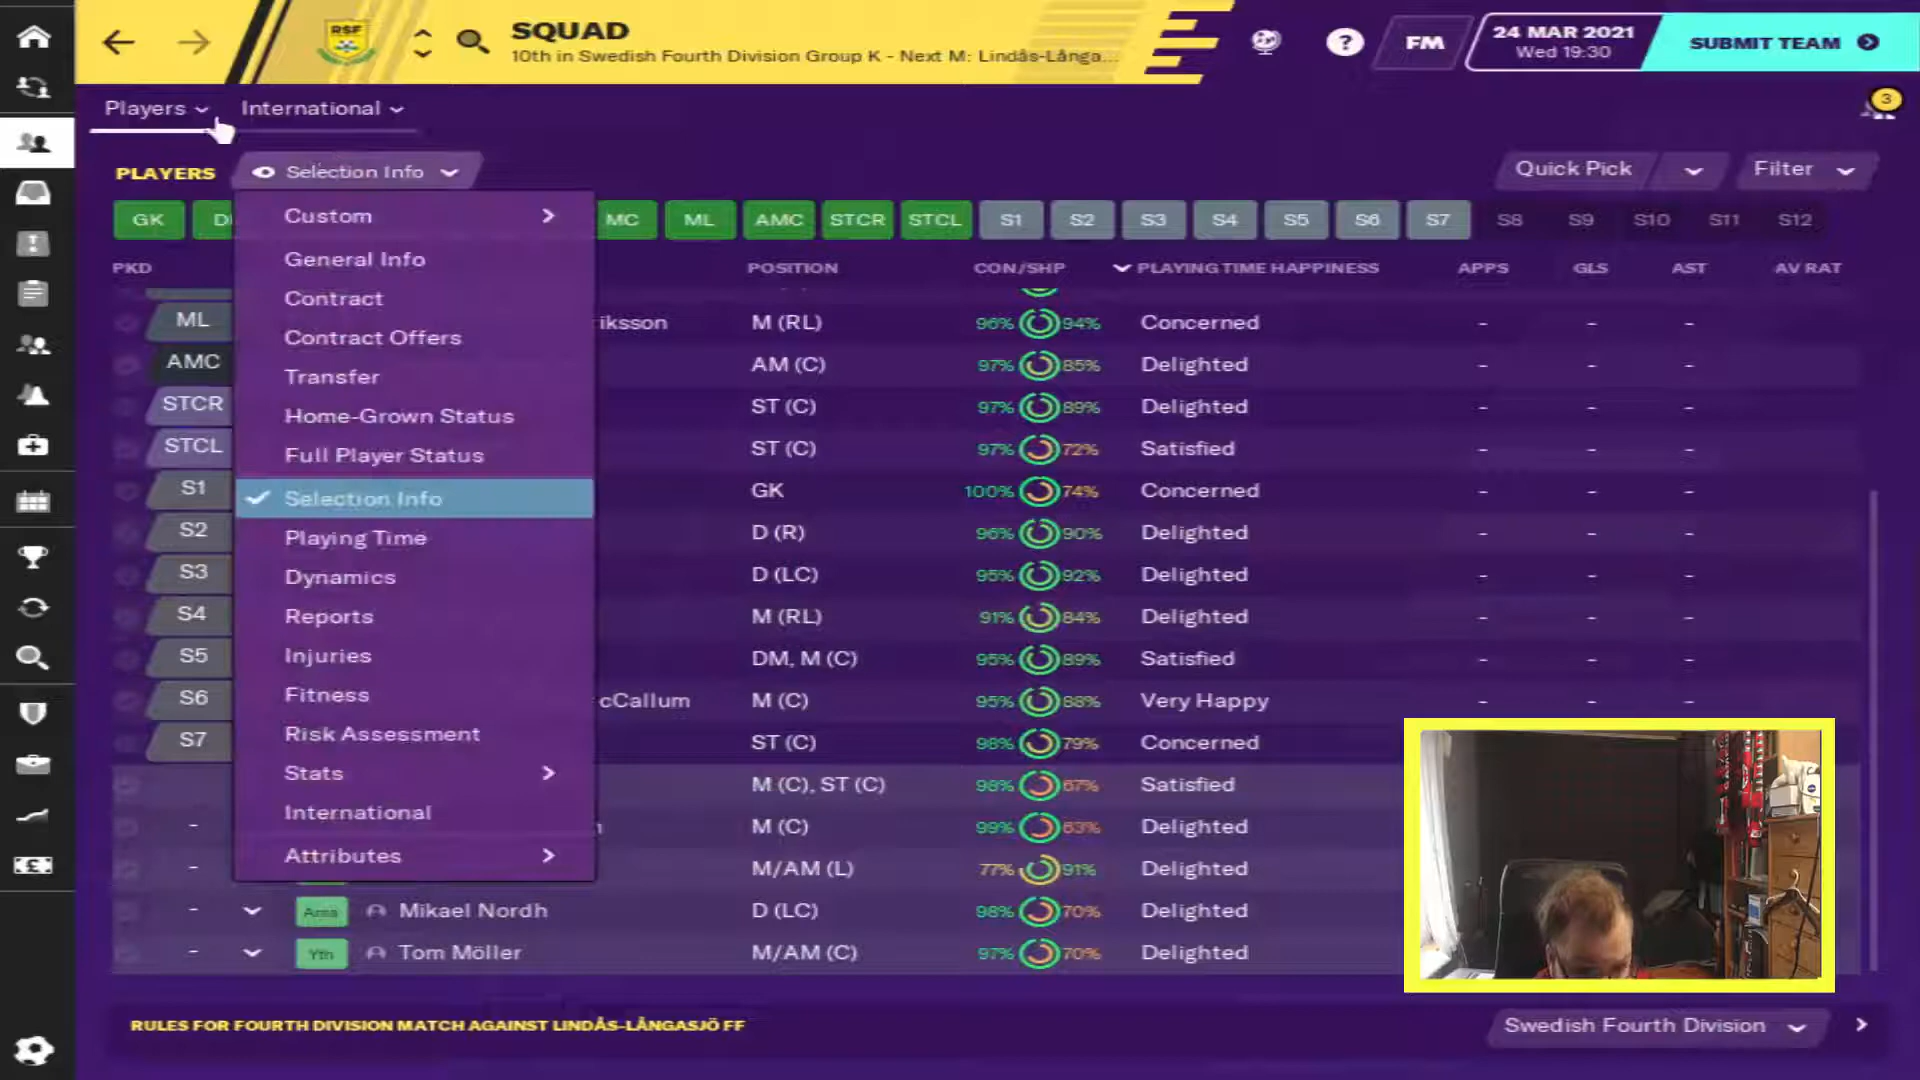 RSF
SQUAD
10th in Swedish Fourth Division Group K - Next M: Lindås-Långa...
?
FM
24 MAR 2021
Wed 19:30
SUBMIT TEAM
Players
International
3
PLAYERS
Selection Info
Quick Pick
Filter
GK
MC
ML
AMC
STCR
STCL
S1
S2
S3
S4
S5
S6
S7
S8
S9
S10
S11
S12
PKD
POSITION
CON/SHP
PLAYING TIME HAPPINESS
APPS
GLS
AST
AV RAT
Custom
General Info
Contract
Contract Offers
Transfer
Home-Grown Status
Full Player Status
Selection Info
Playing Time
Dynamics
Reports
Injuries
Fitness
Risk Assessment
Stats
International
Attributes
ML iksson M (RL) 96% 94% Concerned - - -
AMC AM (C) 97% 85% Delighted - - -
STCR ST (C) 97% 89% Delighted - - -
STCL ST (C) 97% 72% Satisfied - - -
S1 GK 100% 74% Concerned - - -
S2 D (R) 96% 90% Delighted - - -
S3 D (LC) 95% 92% Delighted - - -
S4 M (RL) 91% 84% Delighted - - -
S5 DM, M (C) 95% 89% Satisfied - - -
S6 cCallum M (C) 95% 88% Very Happy - - -
S7 ST (C) 98% 79% Concerned
M (C), ST (C) 98% 67% Satisfied
- M (C) 99% 63% Delighted
- M/AM (L) 77% 91% Delighted
- Ama Mikael Nordh D (LC) 98% 70% Delighted
- Yth Tom Möller M/AM (C) 97% 70% Delighted
RULES FOR FOURTH DIVISION MATCH AGAINST LINDÅS-LÅNGASJÖ FF
Swedish Fourth Division